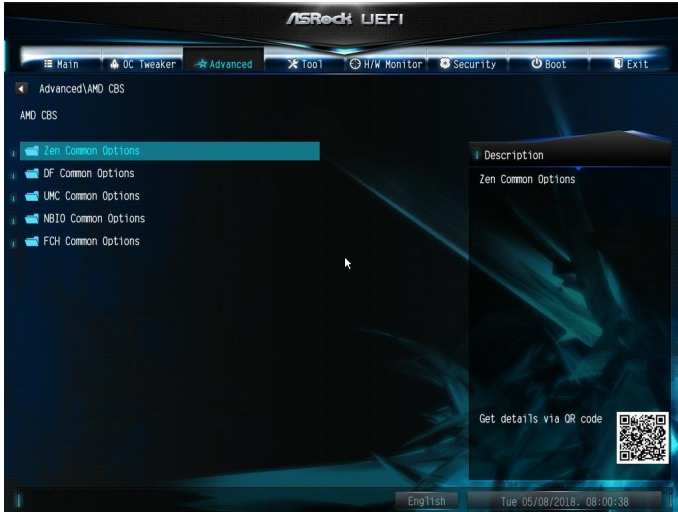 ASRock UEFI
Main OC Tweaker Advanced Tool H/W Monitor Security Boot Exit
Advanced\AMD CBS
AMD CBS
Zen Common Options
DF Common Options
UMC Common Options
NBIO Common Options
FCH Common Options
Description
Zen Common Options
Get details via QR code
English
Tue 05/08/2018. 08:00:38